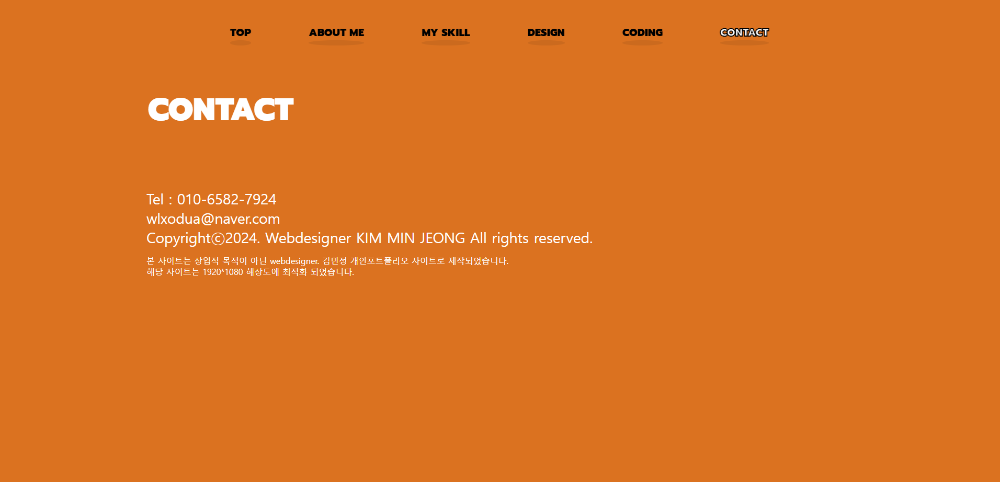 TOP ABOUT ME MY SKILL DESIGN CODING CONTACT
CONTACT
Tel : 010-6582-7924
wlxodua@naver.com
Copyrightⓒ2024. Webdesigner KIM MIN JEONG All rights reserved.
본 사이트는 상업적 목적이 아닌 webdesigner. 김민정 개인포트폴리오 사이트로 제작되었습니다.
해당 사이트는 1920*1080 해상도에 최적화 되었습니다.